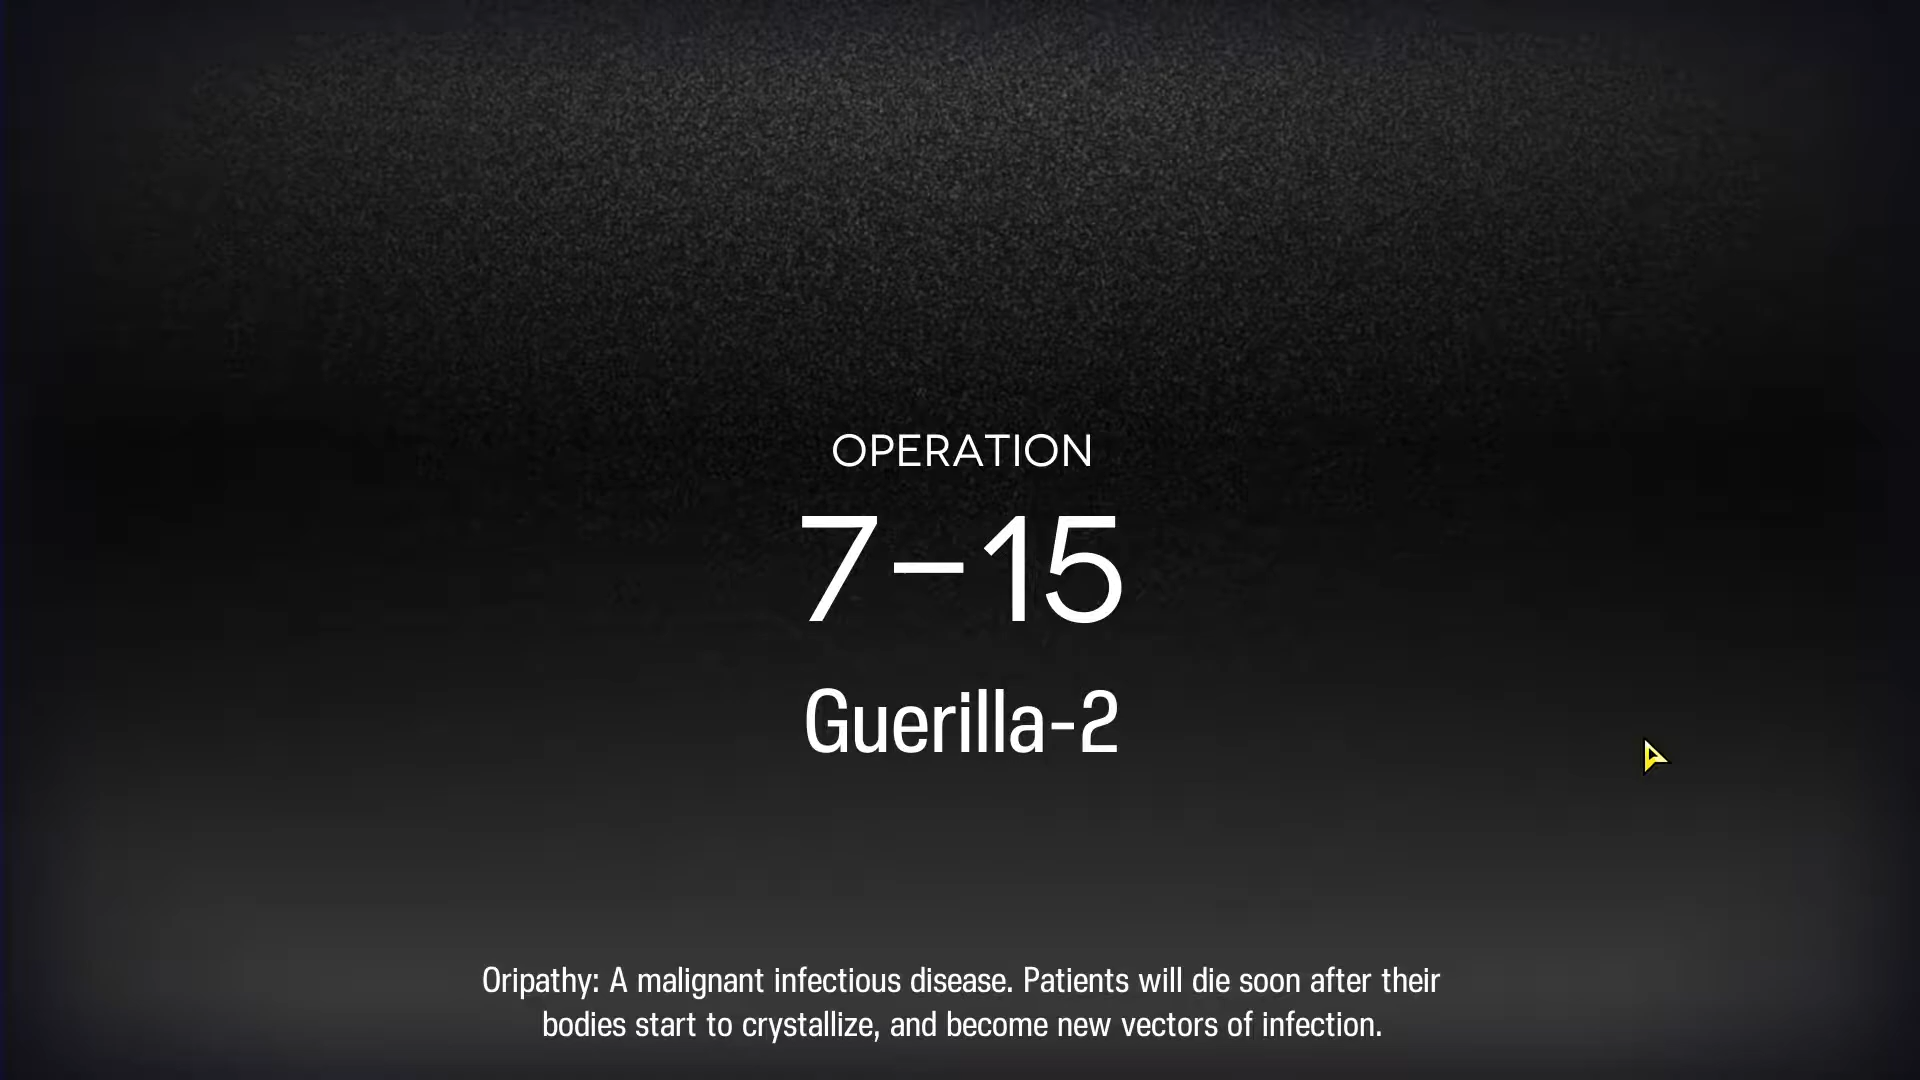 OPERATION
7-15
Guerilla-2
Oripathy: A malignant infectious disease. Patients will die soon after their
bodies start to crystallize, and become new vectors of infection.